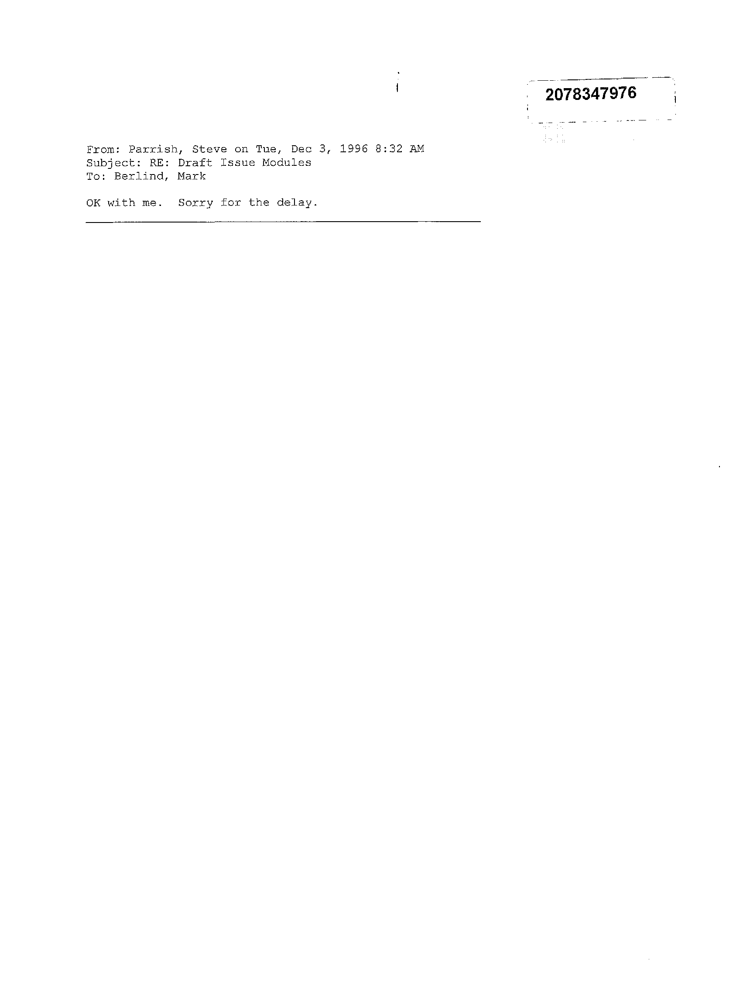 2078347976
From: Parrish, Steve on Tue, Dec 3, 1996 8:32 AM
Subject: RE: Draft Issue Modules
To: Berlind, Mark
OK with me.  Sorry for the delay.